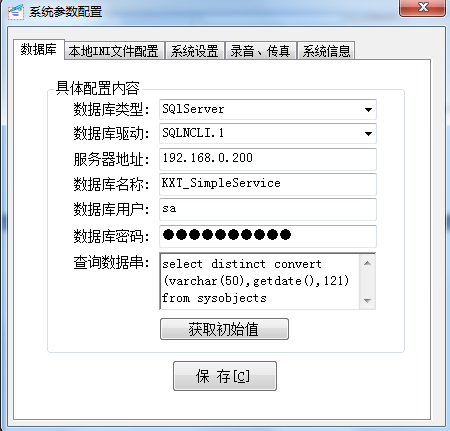 系统参数配置
数据库 本地INI文件配置 系统设置 录音、传真 系统信息
具体配置内容
数据库类型: SQlServer
数据库驱动: SQLNCLI.1
服务器地址: 192.168.0.200
数据库名称: KXT_SimpleService
数据库用户: sa
数据库密码: ●●●●●●●●●●
查询数据串: select distinct convert
(varchar(50),getdate(),121)
from sysobjects
获取初始值
保 存[C]